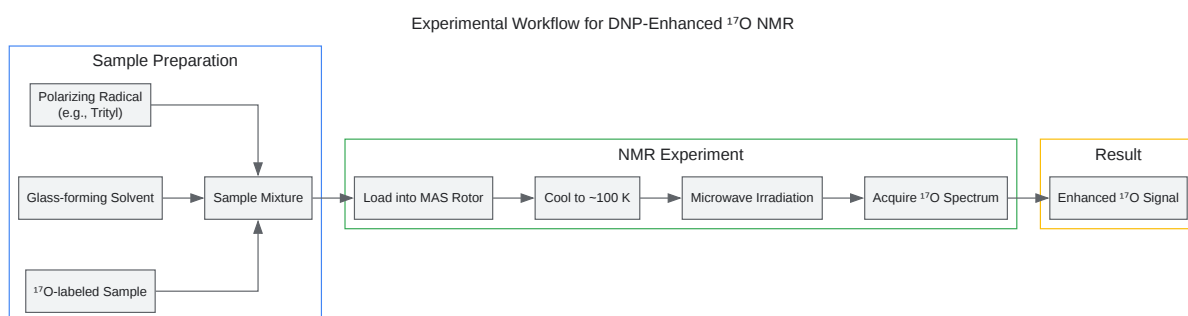 Experimental Workflow for DNP-Enhanced ¹⁷O NMR
Sample Preparation
Polarizing Radical
(e.g., Trityl)
Glass-forming Solvent
Sample Mixture
¹⁷O-labeled Sample
NMR Experiment
Load into MAS Rotor
Cool to ~100 K
Microwave Irradiation
Acquire ¹⁷O Spectrum
Result
Enhanced ¹⁷O Signal